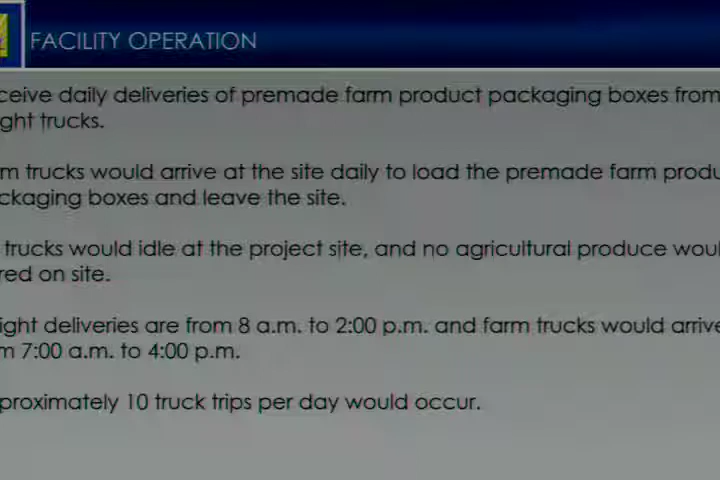 FACILITY OPERATION
ceive daily deliveries of premade farm product packaging boxes from
ght trucks.
m trucks would arrive at the site daily to load the premade farm produ
ckaging boxes and leave the site.
trucks would idle at the project site, and no agricultural produce woul
red on site.
ight deliveries are from 8 a.m. to 2:00 p.m. and farm trucks would arrive
m 7:00 a.m. to 4:00 p.m.
proximately 10 truck trips per day would occur.